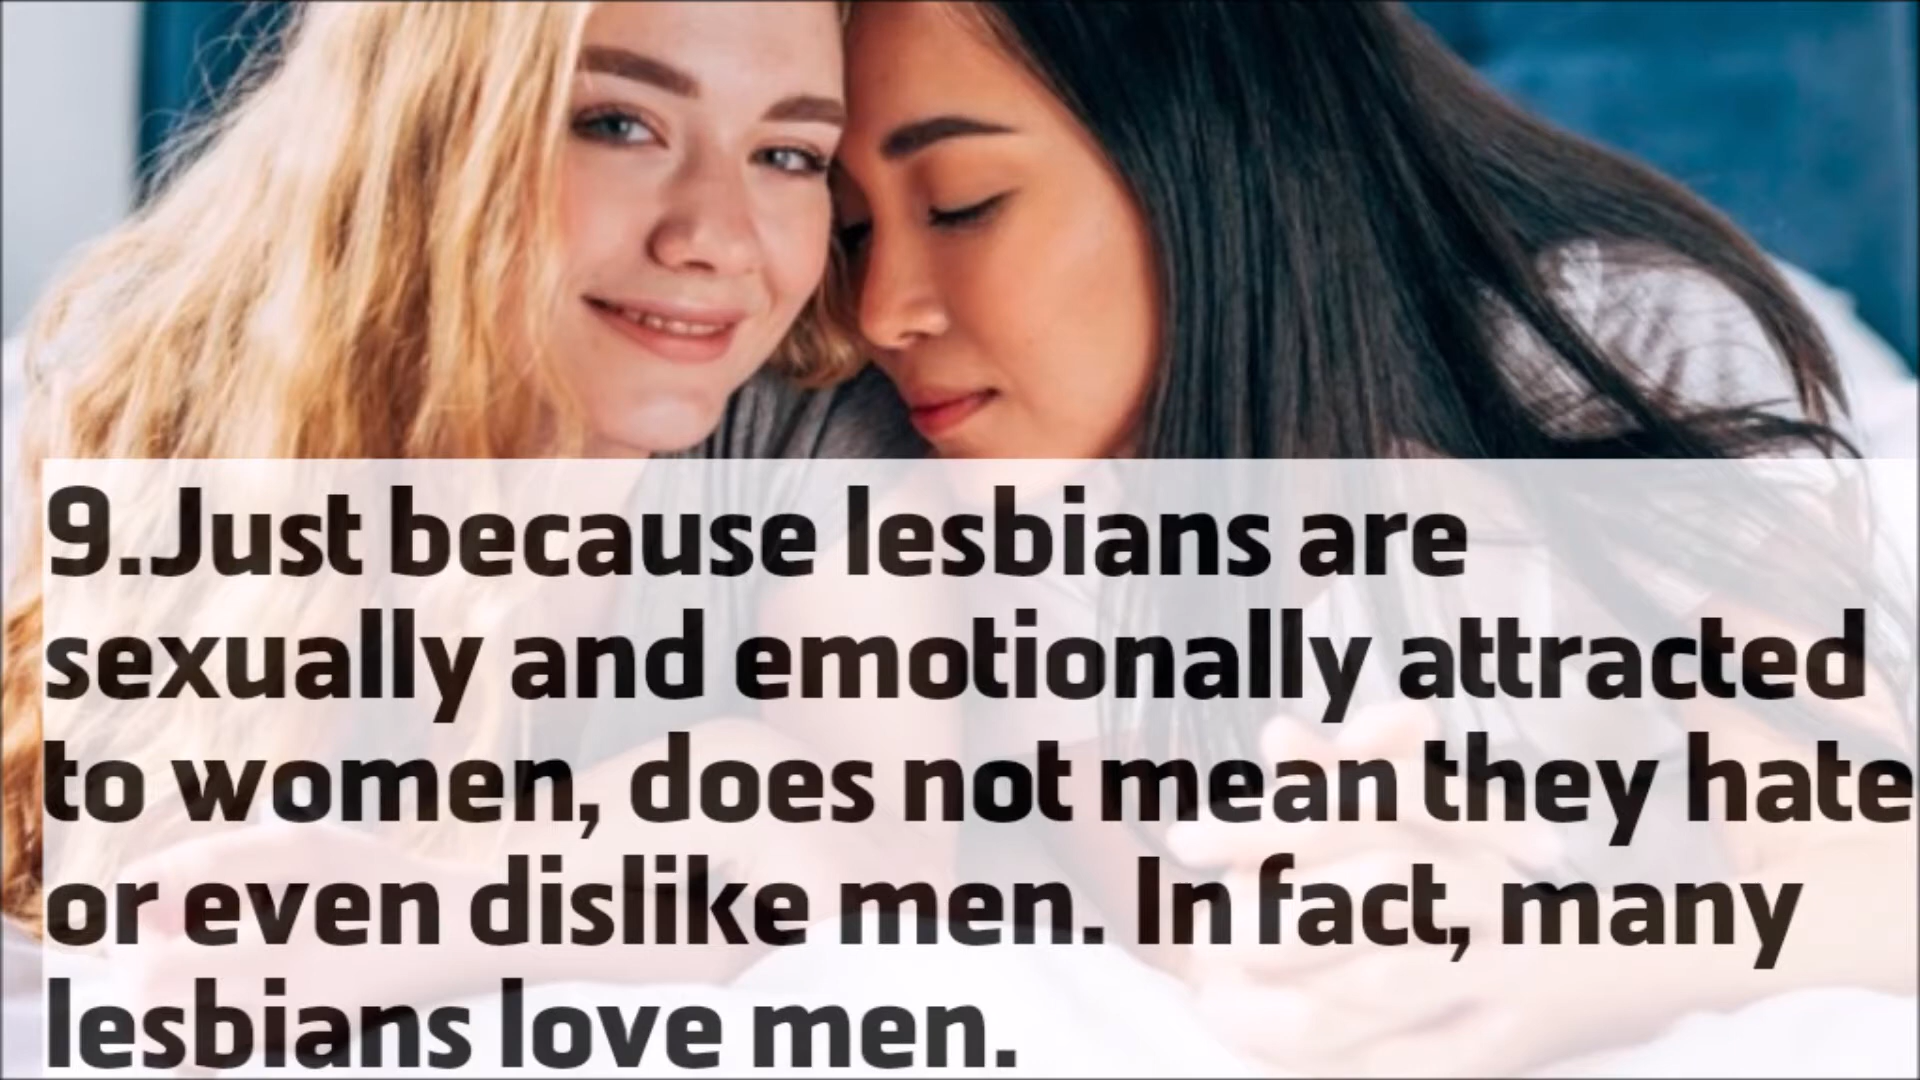 9.Just because lesbians are
sexually and emotionally attracted
to women, does not mean they hate
or even dislike men. In fact, many
lesbians love men.